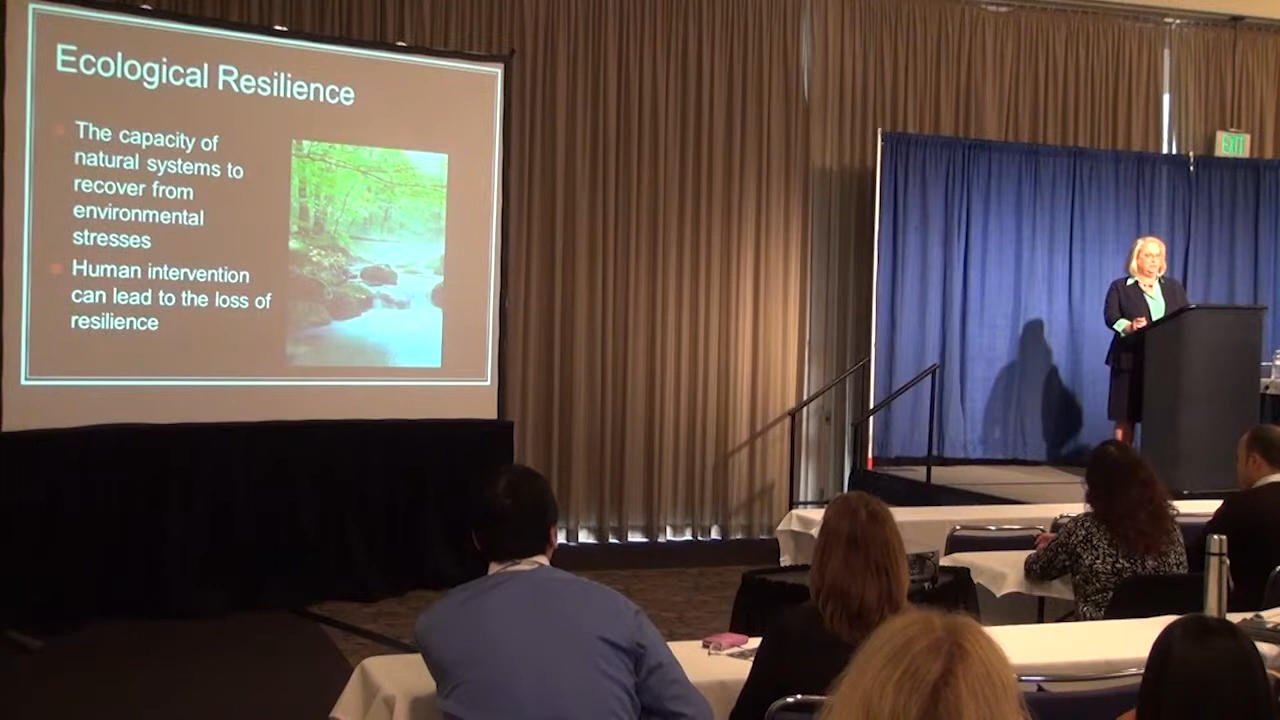 Ecological Resilience
The capacity of
natural systems to
recover from
environmental
stresses
Human intervention
can lead to the loss of
resilience
EXIT